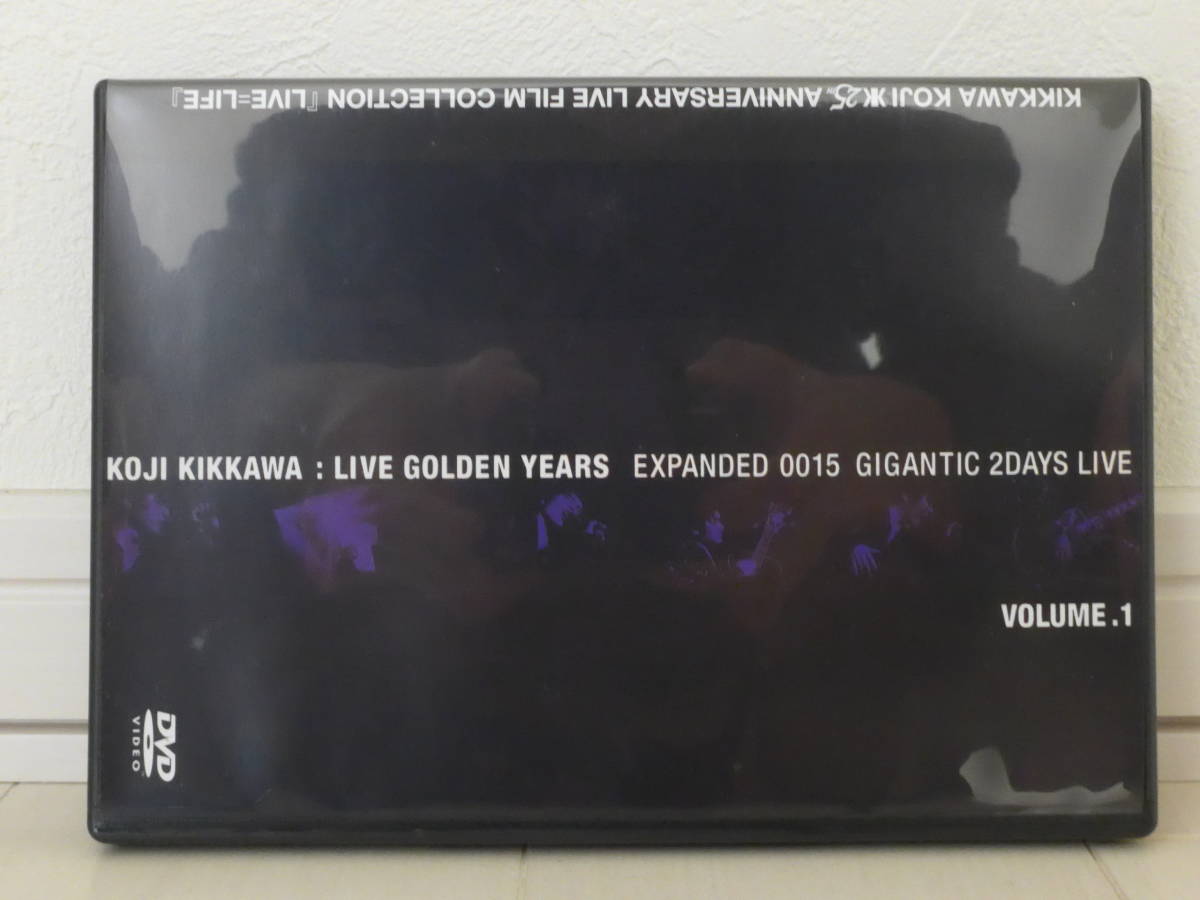 KIKKAWA KOJI 25TH ANNIVERSARY LIVE FILM COLLECTION『LIVE=LIFE』
KOJI KIKKAWA : LIVE GOLDEN YEARS EXPANDED 0015 GIGANTIC 2DAYS LIVE
VOLUME.1
DVD
VIDEO